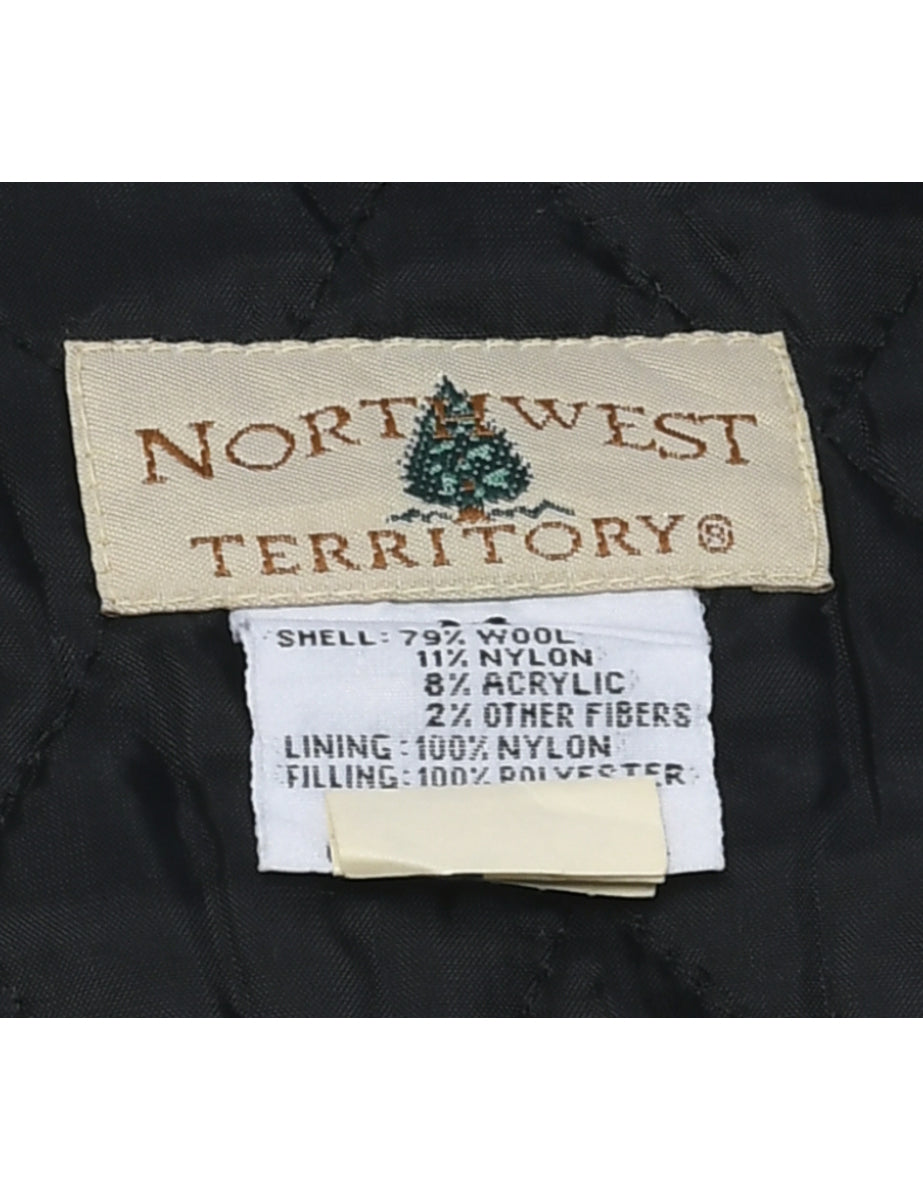 NORTHWEST
TERRITORY®
SHELL: 79% WOOL
11% NYLON
8% ACRYLIC
2% OTHER FIBERS
LINING: 100% NYLON
FILLING: 100% POLYESTER